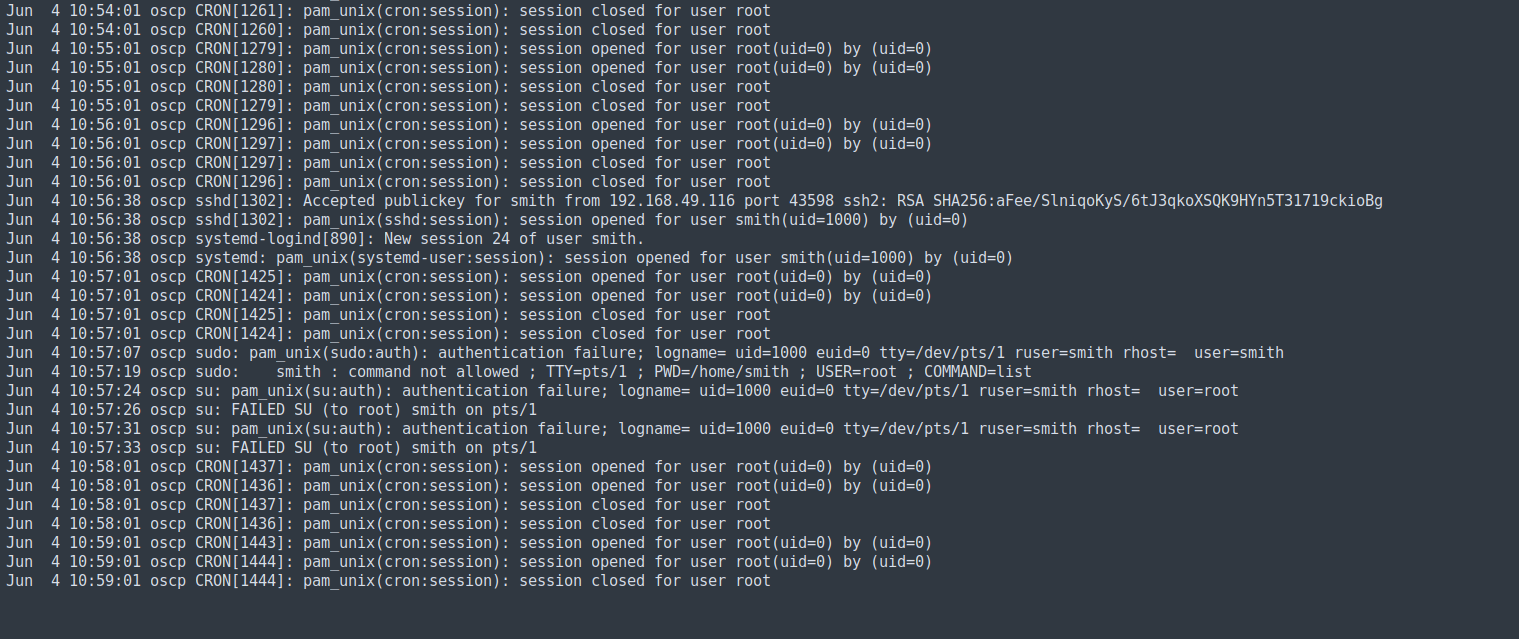 Jun  4 10:54:01 oscp CRON[1261]: pam_unix(cron:session): session closed for user root
Jun  4 10:54:01 oscp CRON[1260]: pam_unix(cron:session): session closed for user root
Jun  4 10:55:01 oscp CRON[1279]: pam_unix(cron:session): session opened for user root(uid=0) by (uid=0)
Jun  4 10:55:01 oscp CRON[1280]: pam_unix(cron:session): session opened for user root(uid=0) by (uid=0)
Jun  4 10:55:01 oscp CRON[1280]: pam_unix(cron:session): session closed for user root
Jun  4 10:55:01 oscp CRON[1279]: pam_unix(cron:session): session closed for user root
Jun  4 10:56:01 oscp CRON[1296]: pam_unix(cron:session): session opened for user root(uid=0) by (uid=0)
Jun  4 10:56:01 oscp CRON[1297]: pam_unix(cron:session): session opened for user root(uid=0) by (uid=0)
Jun  4 10:56:01 oscp CRON[1297]: pam_unix(cron:session): session closed for user root
Jun  4 10:56:01 oscp CRON[1296]: pam_unix(cron:session): session closed for user root
Jun  4 10:56:38 oscp sshd[1302]: Accepted publickey for smith from 192.168.49.116 port 43598 ssh2: RSA SHA256:aFee/SlniqoKyS/6tJ3qkoXSQK9HYn5T31719ckioBg
Jun  4 10:56:38 oscp sshd[1302]: pam_unix(sshd:session): session opened for user smith(uid=1000) by (uid=0)
Jun  4 10:56:38 oscp systemd-logind[890]: New session 24 of user smith.
Jun  4 10:56:38 oscp systemd: pam_unix(systemd-user:session): session opened for user smith(uid=1000) by (uid=0)
Jun  4 10:57:01 oscp CRON[1425]: pam_unix(cron:session): session opened for user root(uid=0) by (uid=0)
Jun  4 10:57:01 oscp CRON[1424]: pam_unix(cron:session): session opened for user root(uid=0) by (uid=0)
Jun  4 10:57:01 oscp CRON[1425]: pam_unix(cron:session): session closed for user root
Jun  4 10:57:01 oscp CRON[1424]: pam_unix(cron:session): session closed for user root
Jun  4 10:57:07 oscp sudo: pam_unix(sudo:auth): authentication failure; logname= uid=1000 euid=0 tty=/dev/pts/1 ruser=smith rhost=  user=smith
Jun  4 10:57:19 oscp sudo:    smith : command not allowed ; TTY=pts/1 ; PWD=/home/smith ; USER=root ; COMMAND=list
Jun  4 10:57:24 oscp su: pam_unix(su:auth): authentication failure; logname= uid=1000 euid=0 tty=/dev/pts/1 ruser=smith rhost=  user=root
Jun  4 10:57:26 oscp su: FAILED SU (to root) smith on pts/1
Jun  4 10:57:31 oscp su: pam_unix(su:auth): authentication failure; logname= uid=1000 euid=0 tty=/dev/pts/1 ruser=smith rhost=  user=root
Jun  4 10:57:33 oscp su: FAILED SU (to root) smith on pts/1
Jun  4 10:58:01 oscp CRON[1437]: pam_unix(cron:session): session opened for user root(uid=0) by (uid=0)
Jun  4 10:58:01 oscp CRON[1436]: pam_unix(cron:session): session opened for user root(uid=0) by (uid=0)
Jun  4 10:58:01 oscp CRON[1437]: pam_unix(cron:session): session closed for user root
Jun  4 10:58:01 oscp CRON[1436]: pam_unix(cron:session): session closed for user root
Jun  4 10:59:01 oscp CRON[1443]: pam_unix(cron:session): session opened for user root(uid=0) by (uid=0)
Jun  4 10:59:01 oscp CRON[1444]: pam_unix(cron:session): session opened for user root(uid=0) by (uid=0)
Jun  4 10:59:01 oscp CRON[1444]: pam_unix(cron:session): session closed for user root